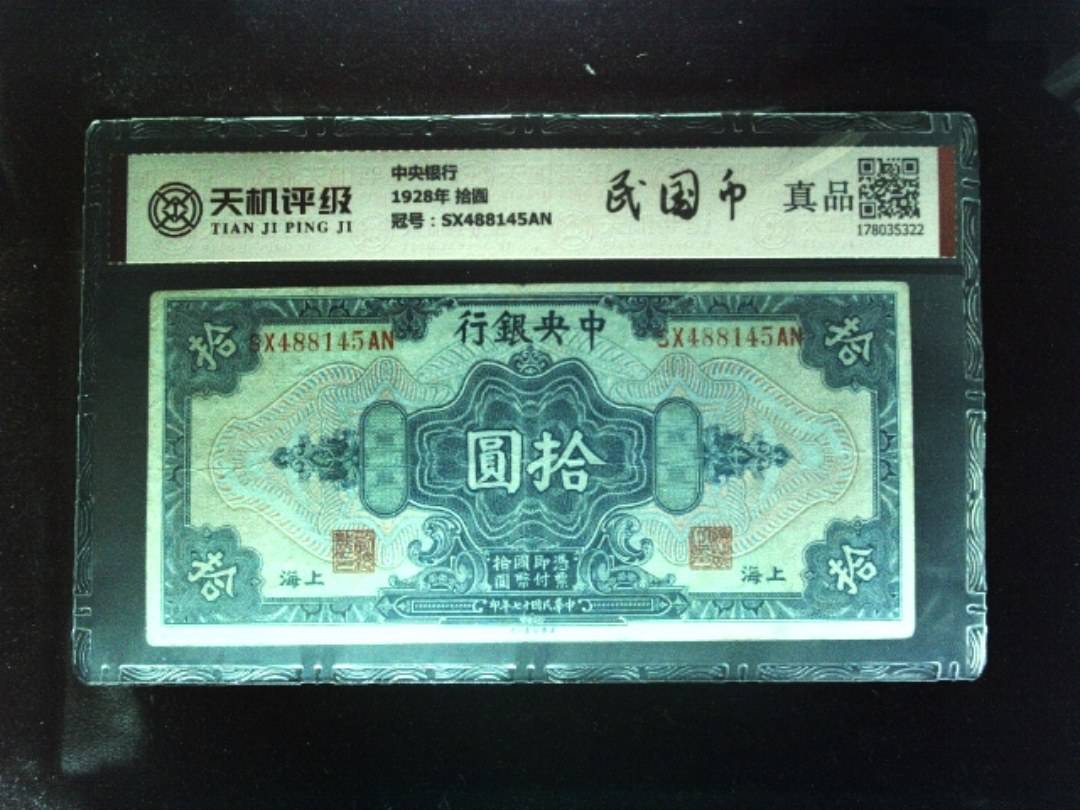 天机评级
TIAN JI PING JI
中央银行
1928年 拾圆
冠号：SX488145AN
民国币
真品
178035322
行銀央中
拾
SX488145AN
SX488145AN
拾
圓拾
拾
上海
憑票即付國幣拾圓
海上
拾
印年七十國民華中